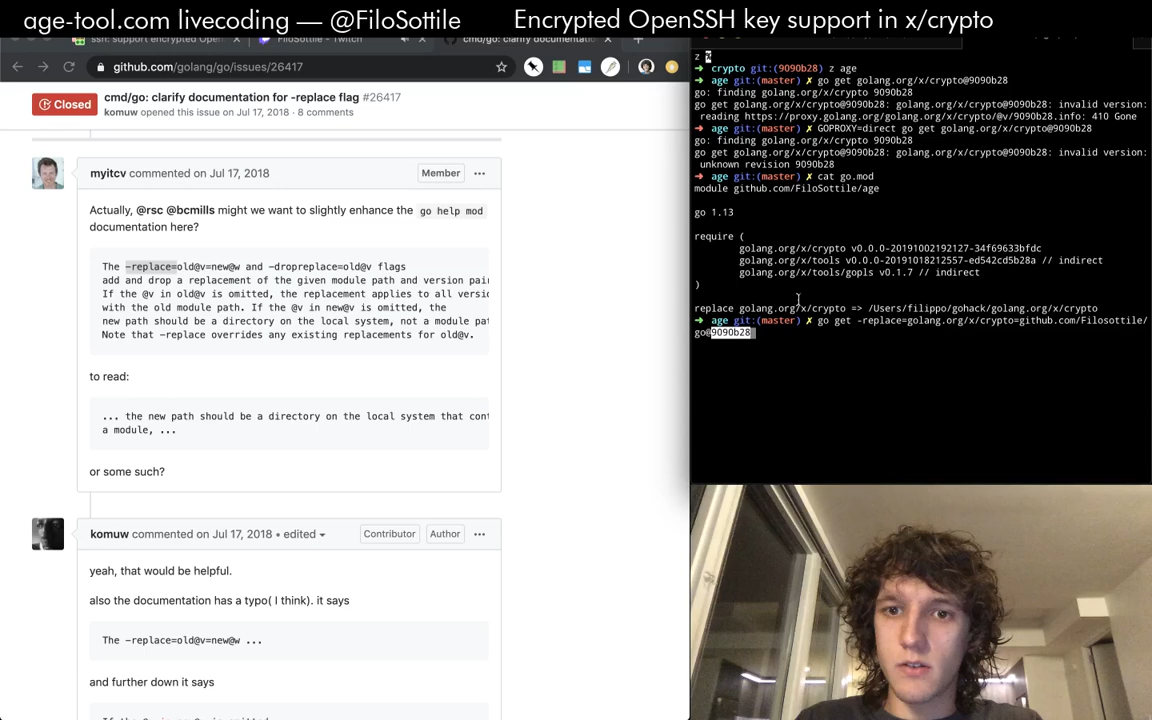 age-tool.com livecoding — @FiloSottile
Encrypted OpenSSH key support in x/crypto
FiloSottile - Twitch
cmd/go: clarify documentati
github.com/golang/go/issues/26417
Closed
cmd/go: clarify documentation for -replace flag #26417
komuw opened this issue on Jul 17, 2018 · 8 comments
myitcv commented on Jul 17, 2018
Member
Actually, @rsc @bcmills might we want to slightly enhance the go help mod
documentation here?
The -replace=old@v=new@w and -dropreplace=old@v flags
add and drop a replacement of the given module path and version pair
If the @v in old@v is omitted, the replacement applies to all versio
with the old module path. If the @v in new@v is omitted, the
new path should be a directory on the local system, not a module pat
Note that -replace overrides any existing replacements for old@v.
to read:
... the new path should be a directory on the local system that cont
a module, ...
or some such?
komuw commented on Jul 17, 2018 • edited
Contributor
Author
yeah, that would be helpful.
also the documentation has a typo( I think). it says
The -replace=old@v=new@w ...
and further down it says
z
➜ crypto git:(9090b28) z age
➜ age git:(master) ✗ go get golang.org/x/crypto@9090b28
go: finding golang.org/x/crypto 9090b28
go get golang.org/x/crypto@9090b28: golang.org/x/crypto@9090b28: invalid version:
reading https://proxy.golang.org/golang.org/x/crypto/@v/9090b28.info: 410 Gone
➜ age git:(master) ✗ GOPROXY=direct go get golang.org/x/crypto@9090b28
go: finding golang.org/x/crypto 9090b28
go get golang.org/x/crypto@9090b28: golang.org/x/crypto@9090b28: invalid version:
unknown revision 9090b28
➜ age git:(master) ✗ cat go.mod
module github.com/FiloSottile/age
go 1.13
require (
golang.org/x/crypto v0.0.0-20191002192127-34f69633bfdc
golang.org/x/tools v0.0.0-20191018212557-ed542cd5b28a // indirect
golang.org/x/tools/gopls v0.1.7 // indirect
)
replace golang.org/x/crypto => /Users/filippo/gohack/golang.org/x/crypto
➜ age git:(master) ✗ go get -replace=golang.org/x/crypto=github.com/Filosottile/
go@9090b28